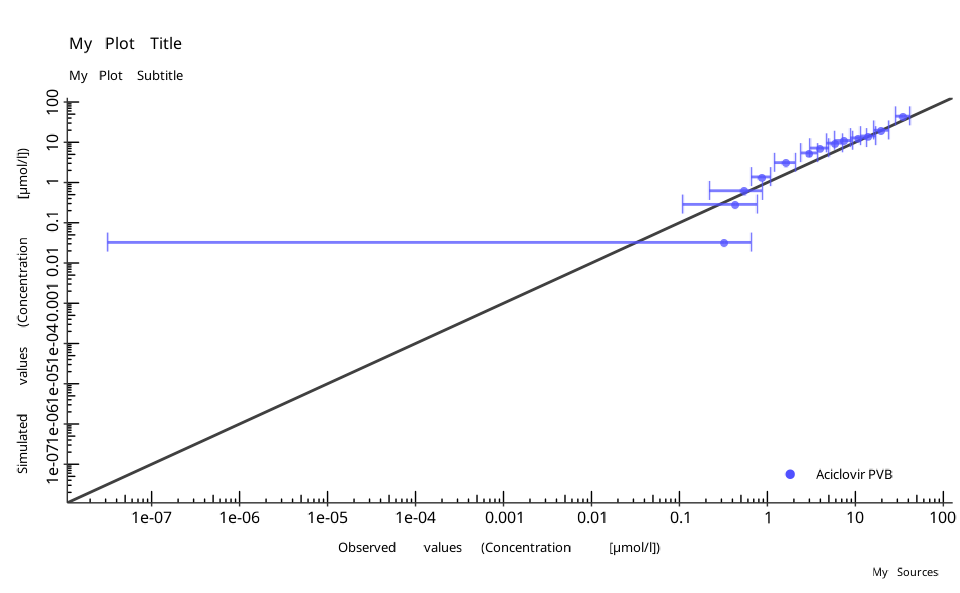 My Plot Title
My Plot Subtitle
Simulated values (Concentration [µmol/l])
100
10
1
0.1
0.01
0.001
1e-04
1e-05
1e-06
1e-07
Aciclovir PVB
1e-07 1e-06 1e-05 1e-04 0.001 0.01 0.1 1 10 100
Observed values (Concentration [µmol/l])
My Sources